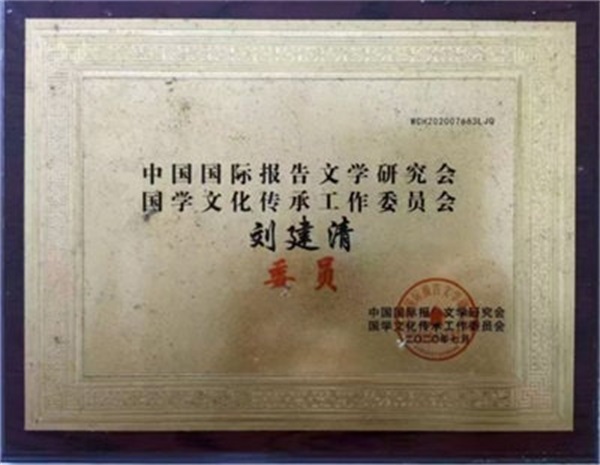 WCH202007663LJQ
中国国际报告文学研究会
国学文化传承工作委员会
刘建清
委员
中国国际报告文学研究会
国学文化传承工作委员会
二〇二〇年七月